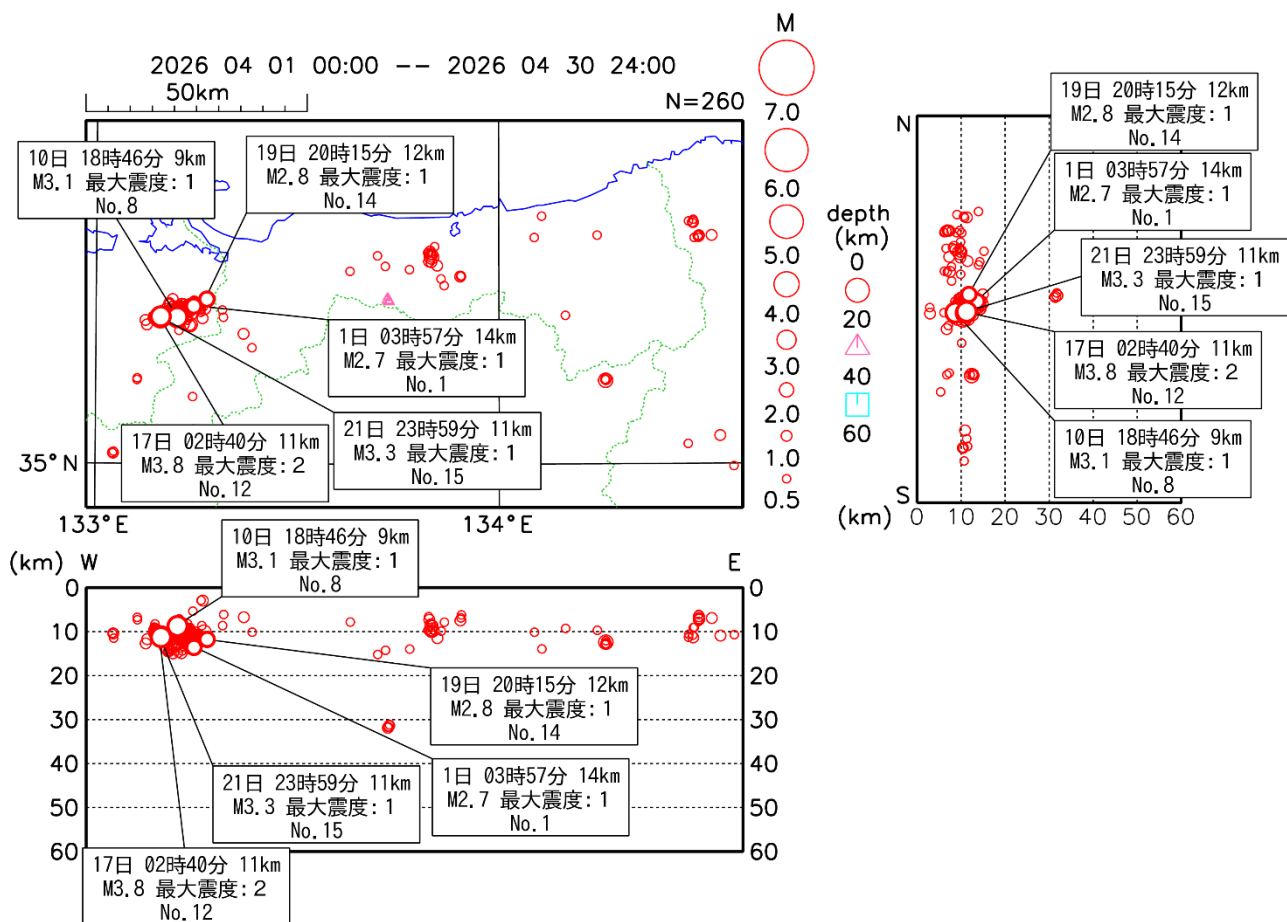 2026 04 01 00:00 -- 2026 04 30 24:00
50km
N=260
10日 18時46分 9km
M3.1 最大震度:1
No.8
19日 20時15分 12km
M2.8 最大震度:1
No.14
1日 03時57分 14km
M2.7 最大震度:1
No.1
21日 23時59分 11km
M3.3 最大震度:1
No.15
17日 02時40分 11km
M3.8 最大震度:2
No.12
35°N
133°E
134°E
M
7.0
6.0
5.0
4.0
3.0
2.0
1.0
0.5
depth
(km)
0
20
40
60
N
S
19日 20時15分 12km
M2.8 最大震度:1
No.14
1日 03時57分 14km
M2.7 最大震度:1
No.1
21日 23時59分 11km
M3.3 最大震度:1
No.15
17日 02時40分 11km
M3.8 最大震度:2
No.12
10日 18時46分 9km
M3.1 最大震度:1
No.8
(km)
0 10 20 30 40 50 60
(km) W
E
10日 18時46分 9km
M3.1 最大震度:1
No.8
0 0
10 10
20 20
30 30
40 40
50 50
60 60
19日 20時15分 12km
M2.8 最大震度:1
No.14
21日 23時59分 11km
M3.3 最大震度:1
No.15
1日 03時57分 14km
M2.7 最大震度:1
No.1
17日 02時40分 11km
M3.8 最大震度:2
No.12